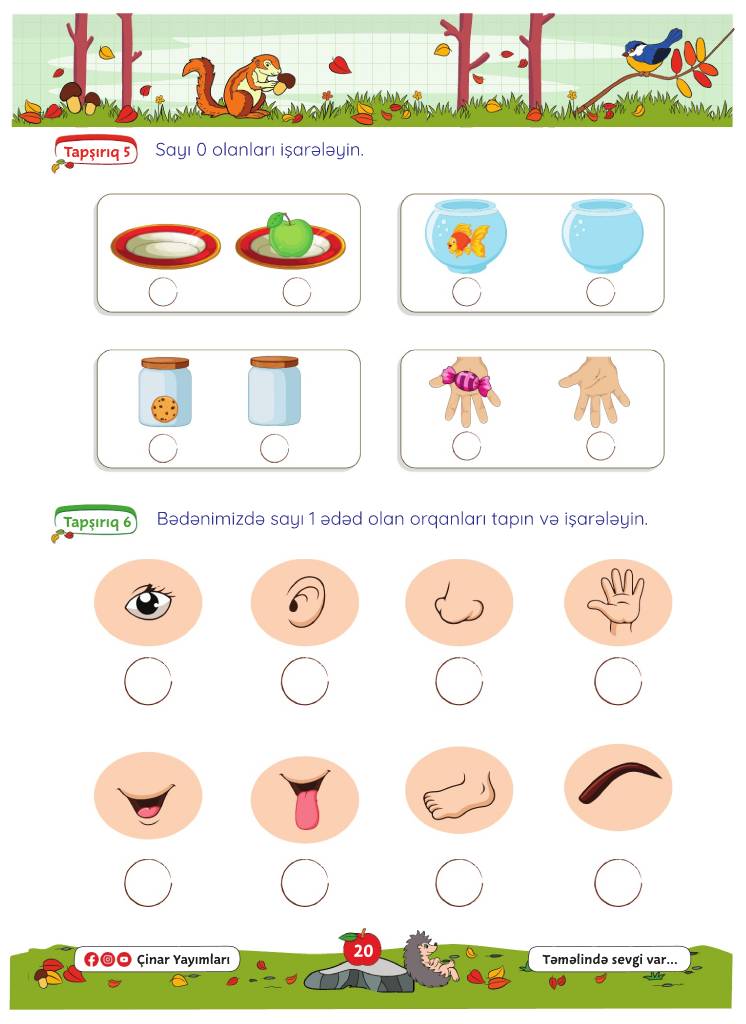 Tapşırıq 5
Sayı 0 olanları işarələyin.
Tapşırıq 6
Bədənimizdə sayı 1 ədəd olan orqanları tapın və işarələyin.
Çinar Yayımları
20
Təməlində sevgi var...